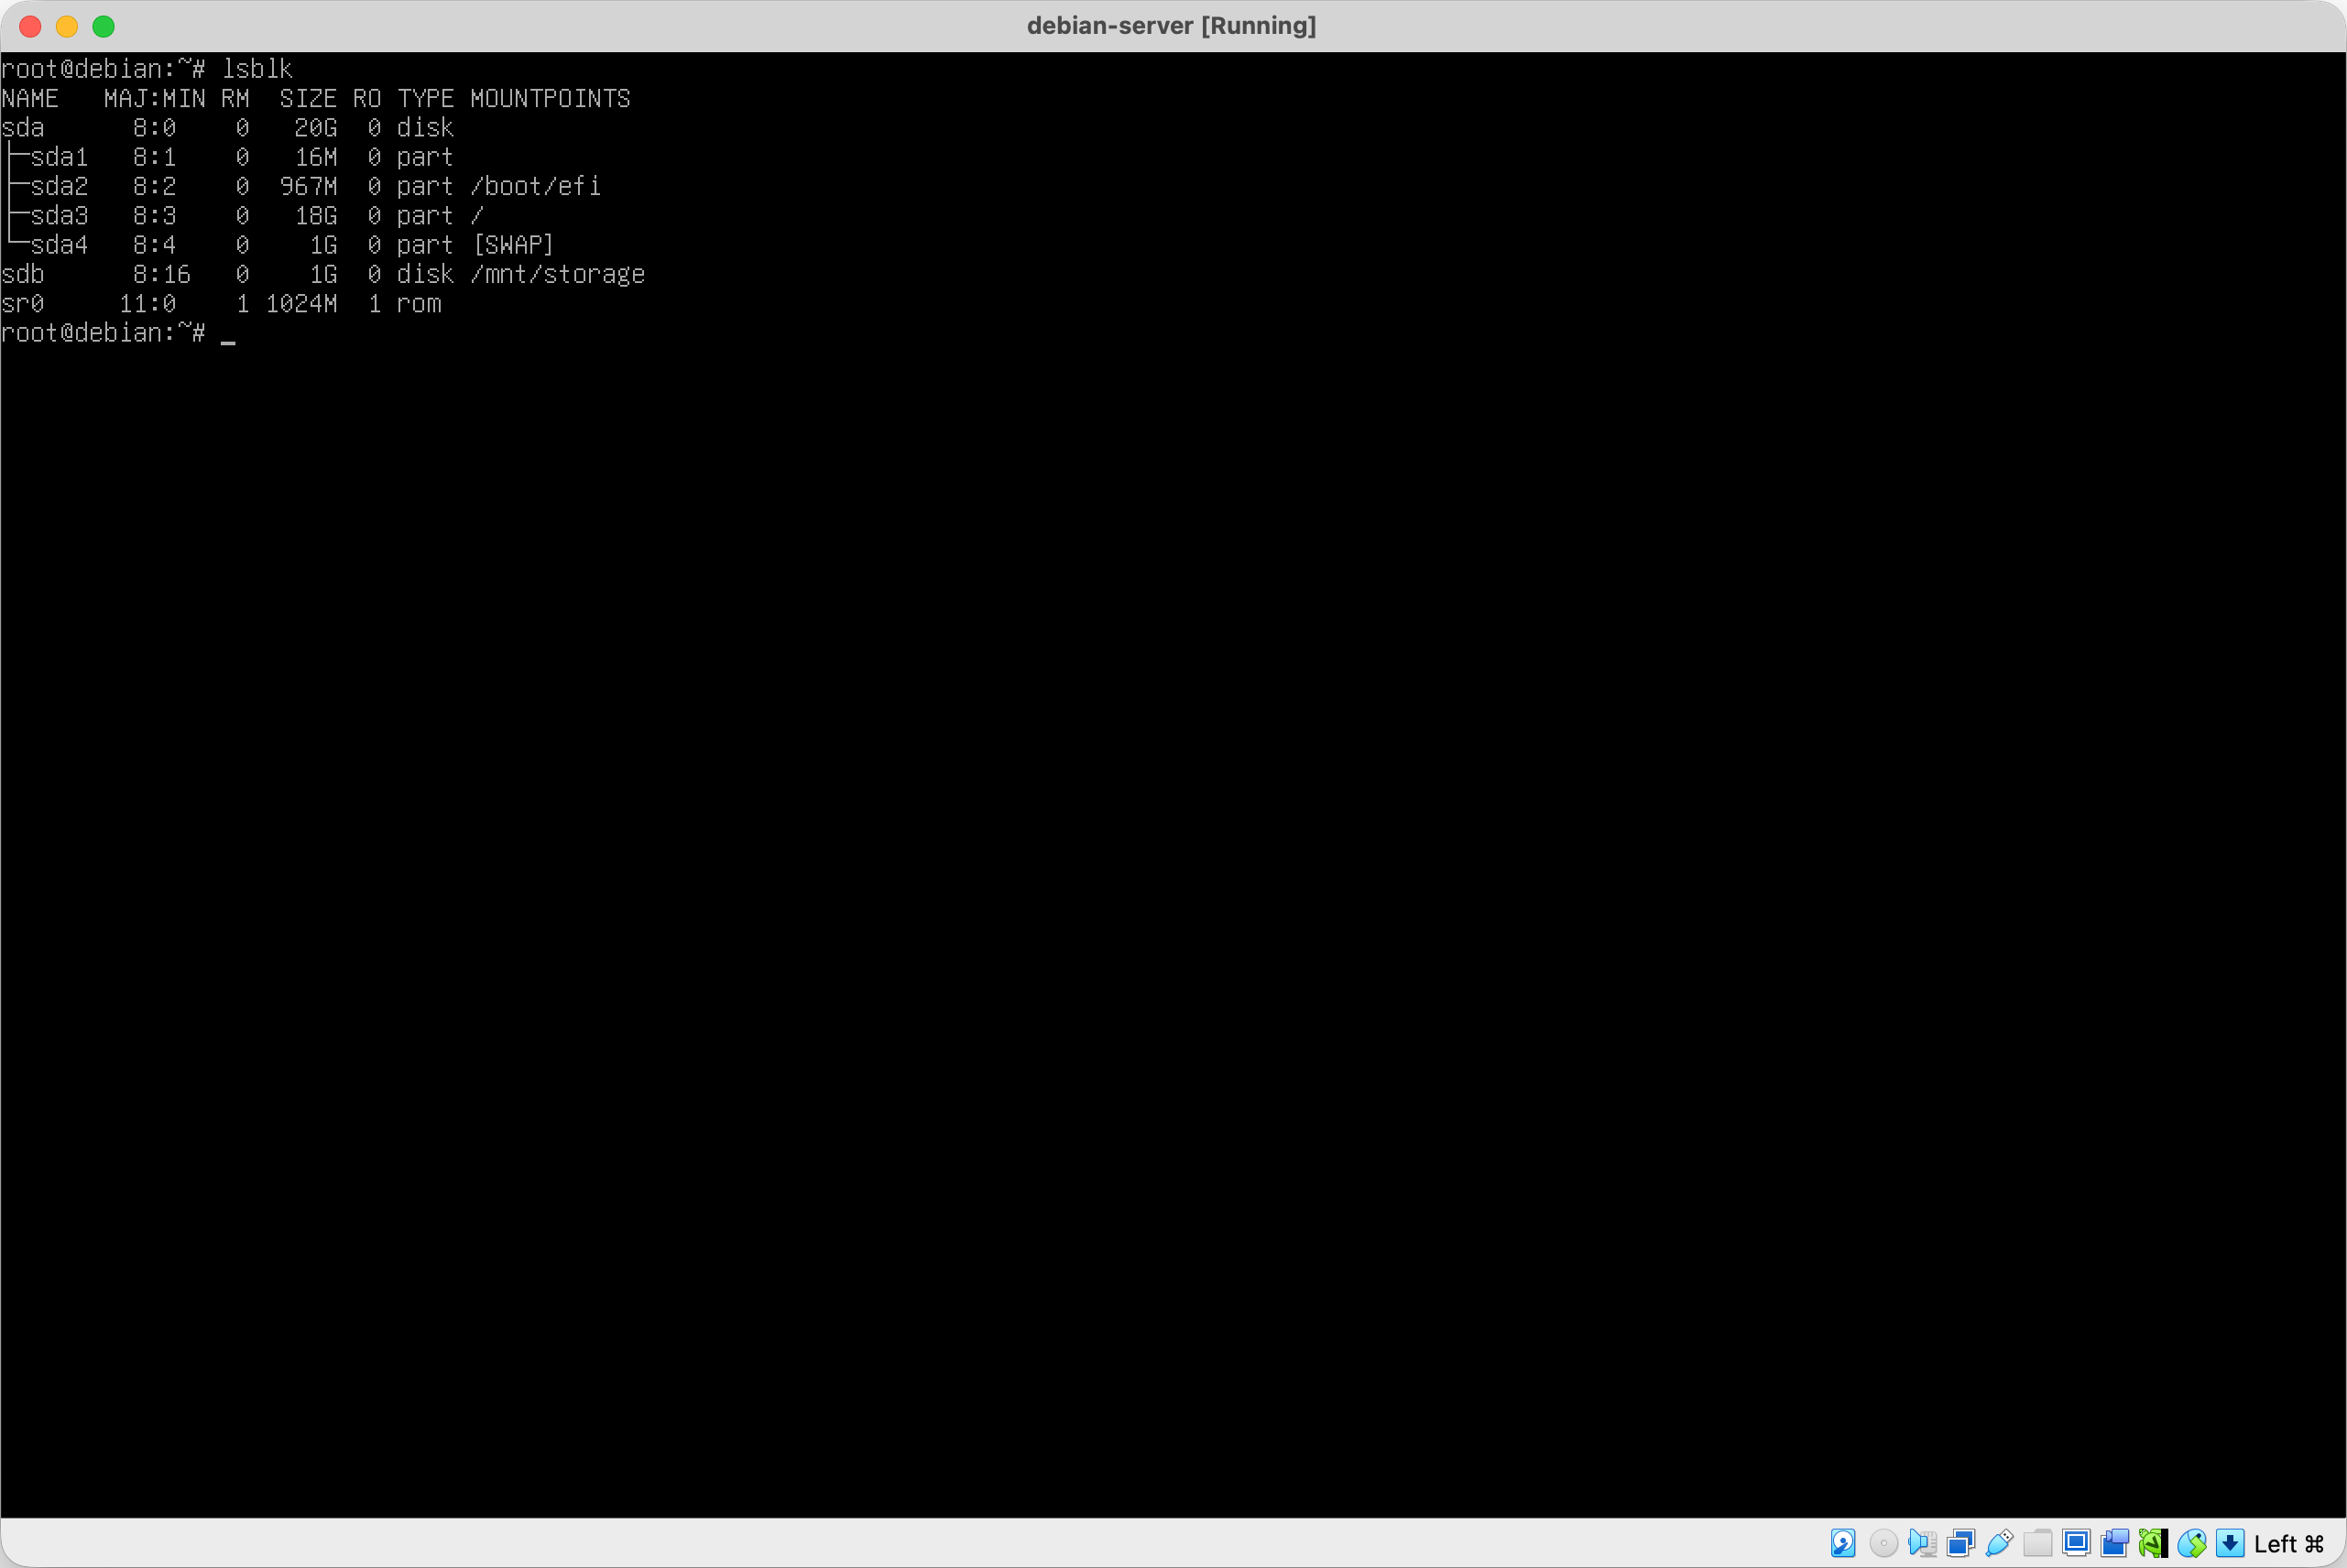 debian-server [Running]
root@debian:~# lsblk
NAME   MAJ:MIN RM  SIZE RO TYPE MOUNTPOINTS
sda      8:0    0   20G  0 disk
├─sda1   8:1    0   16M  0 part
├─sda2   8:2    0  967M  0 part /boot/efi
├─sda3   8:3    0   18G  0 part /
└─sda4   8:4    0    1G  0 part [SWAP]
sdb      8:16   0    1G  0 disk /mnt/storage
sr0     11:0    1 1024M  1 rom
root@debian:~# _
Left ⌘